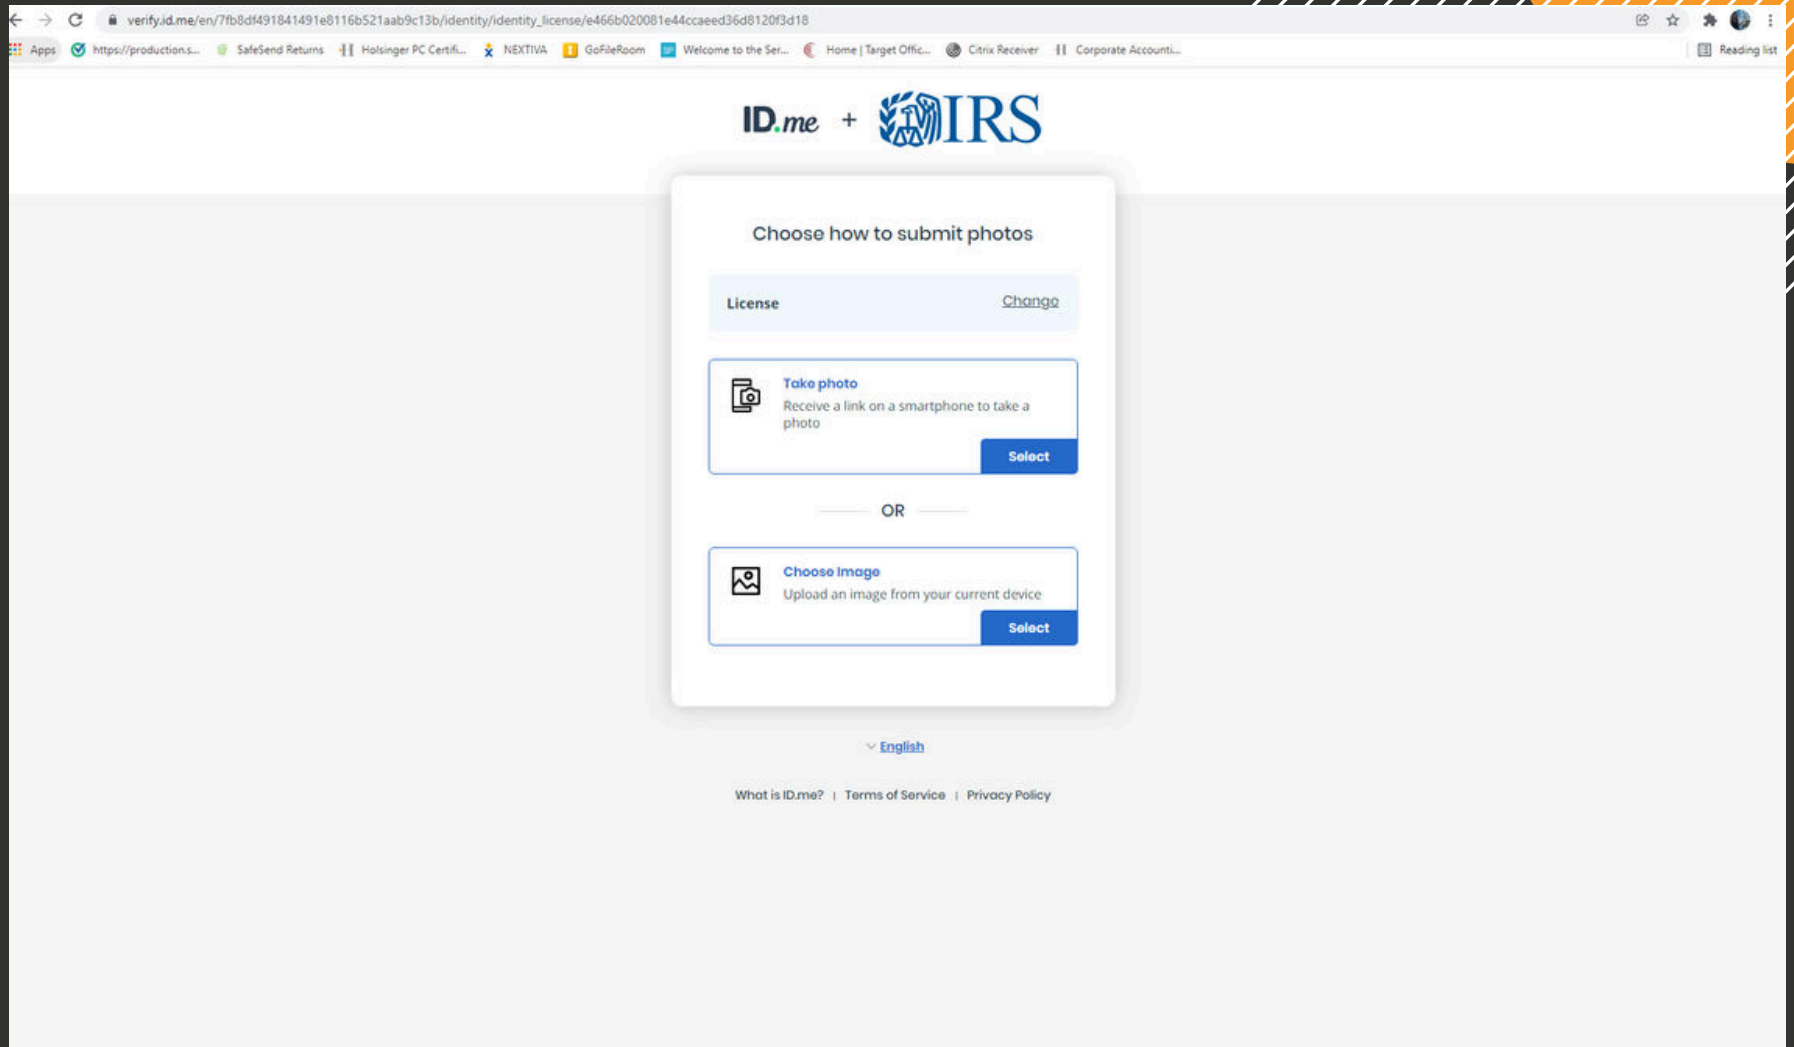 verify.id.me/en/7fb8df491841491e8116b521aab9c13b/identity/identity_license/e466b020081e44ccaeed36d8120f3d18
Apps https://production.s... SafeSend Returns Holsinger PC Certifi... NEXTIVA GoFileRoom Welcome to the Ser... Home | Target Offic... Citrix Receiver Corporate Accounti... Reading list
ID.me + IRS
Choose how to submit photos
License Change
Take photo
Receive a link on a smartphone to take a
photo
Select
OR
Choose Image
Upload an image from your current device
Select
English
What is ID.me? | Terms of Service | Privacy Policy